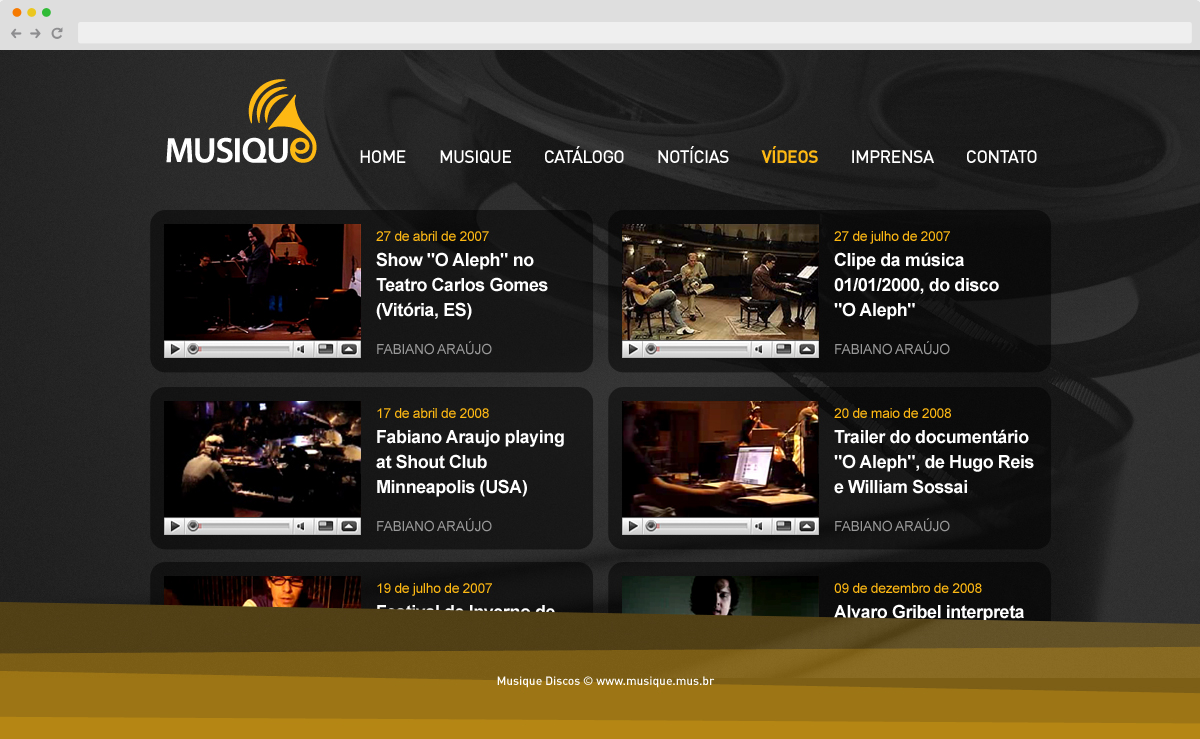 MUSIQUe
HOME MUSIQUE CATÁLOGO NOTÍCIAS VÍDEOS IMPRENSA CONTATO
27 de abril de 2007
Show "O Aleph" no
Teatro Carlos Gomes
(Vitória, ES)
FABIANO ARAÚJO
27 de julho de 2007
Clipe da música
01/01/2000, do disco
"O Aleph"
FABIANO ARAÚJO
17 de abril de 2008
Fabiano Araujo playing
at Shout Club
Minneapolis (USA)
FABIANO ARAÚJO
20 de maio de 2008
Trailer do documentário
"O Aleph", de Hugo Reis
e William Sossai
FABIANO ARAÚJO
19 de julho de 2007
Festival de Inverno de
09 de dezembro de 2008
Alvaro Gribel interpreta
Musique Discos © www.musique.mus.br